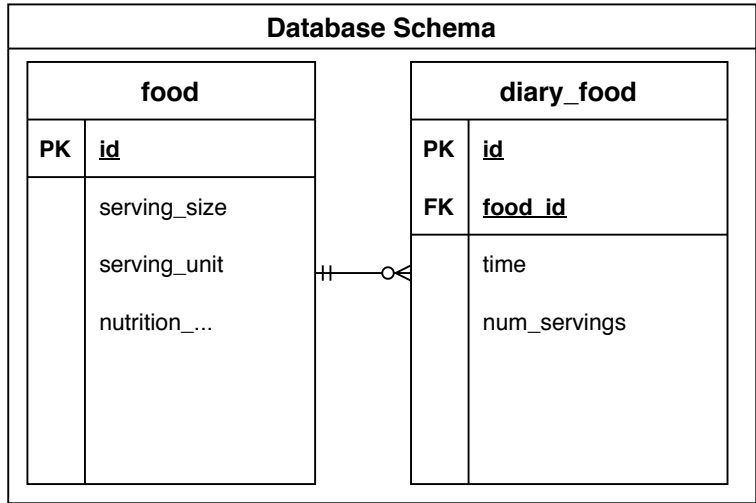 Database Schema
food
PK id
serving_size
serving_unit
nutrition_...
diary_food
PK id
FK food_id
time
num_servings